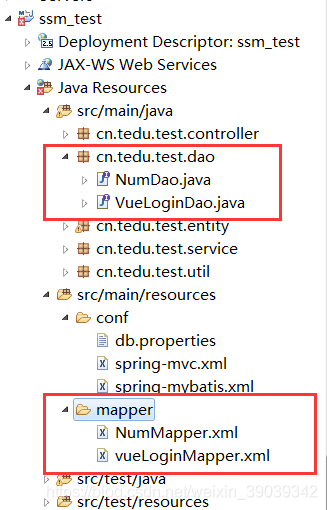 ssm_test
Deployment Descriptor: ssm_test
JAX-WS Web Services
Java Resources
src/main/java
cn.tedu.test.controller
cn.tedu.test.dao
NumDao.java
VueLoginDao.java
cn.tedu.test.entity
cn.tedu.test.service
cn.tedu.test.util
src/main/resources
conf
db.properties
spring-mvc.xml
spring-mybatis.xml
mapper
NumMapper.xml
vueLoginMapper.xml
src/test/java
https://blog.csdn.net/weixin_39039342
src/test/resources